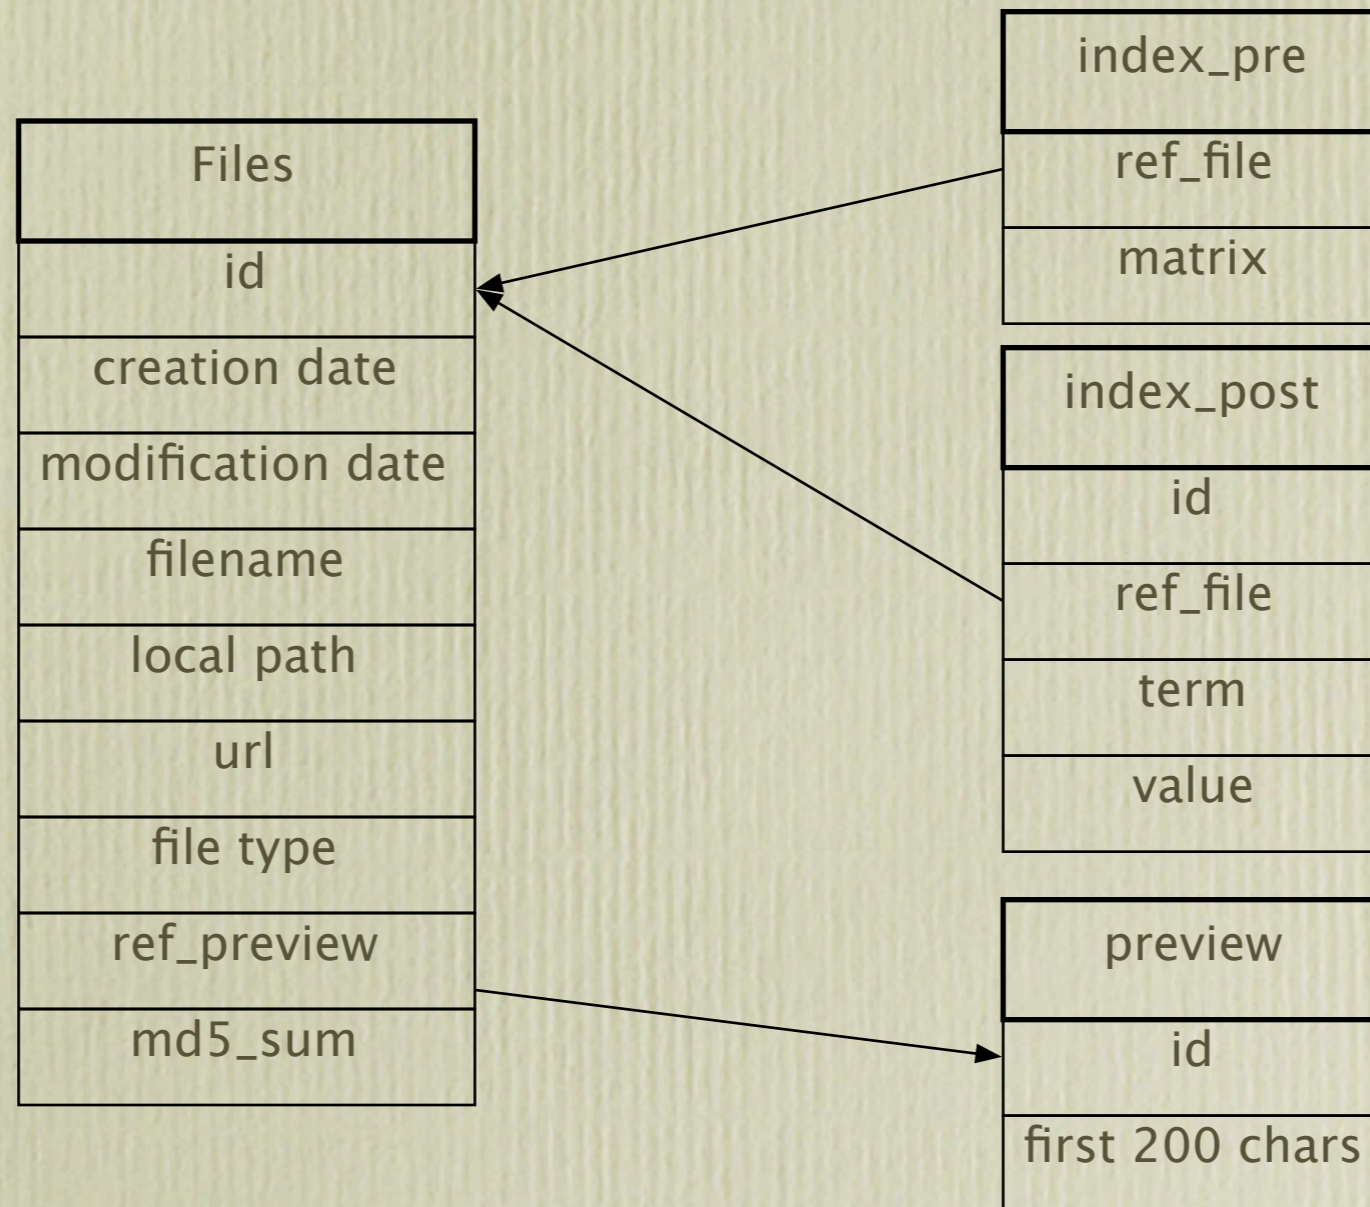 Files
id
creation date
modification date
filename
local path
url
file type
ref_preview
md5_sum
index_pre
ref_file
matrix
index_post
id
ref_file
term
value
preview
id
first 200 chars